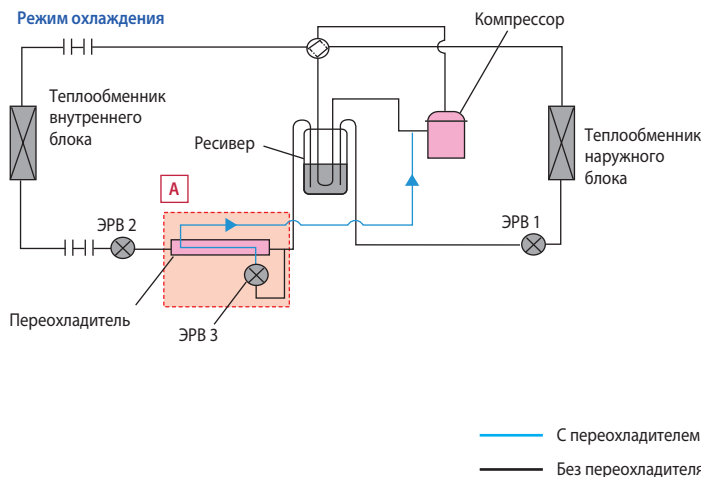 Режим охлаждения
Компрессор
Теплообменник
внутреннего
блока
Ресивер
Теплообменник
наружного
блока
A
ЭРВ 2
ЭРВ 1
Переохладитель
ЭРВ 3
С переохладителем
Без переохладителя